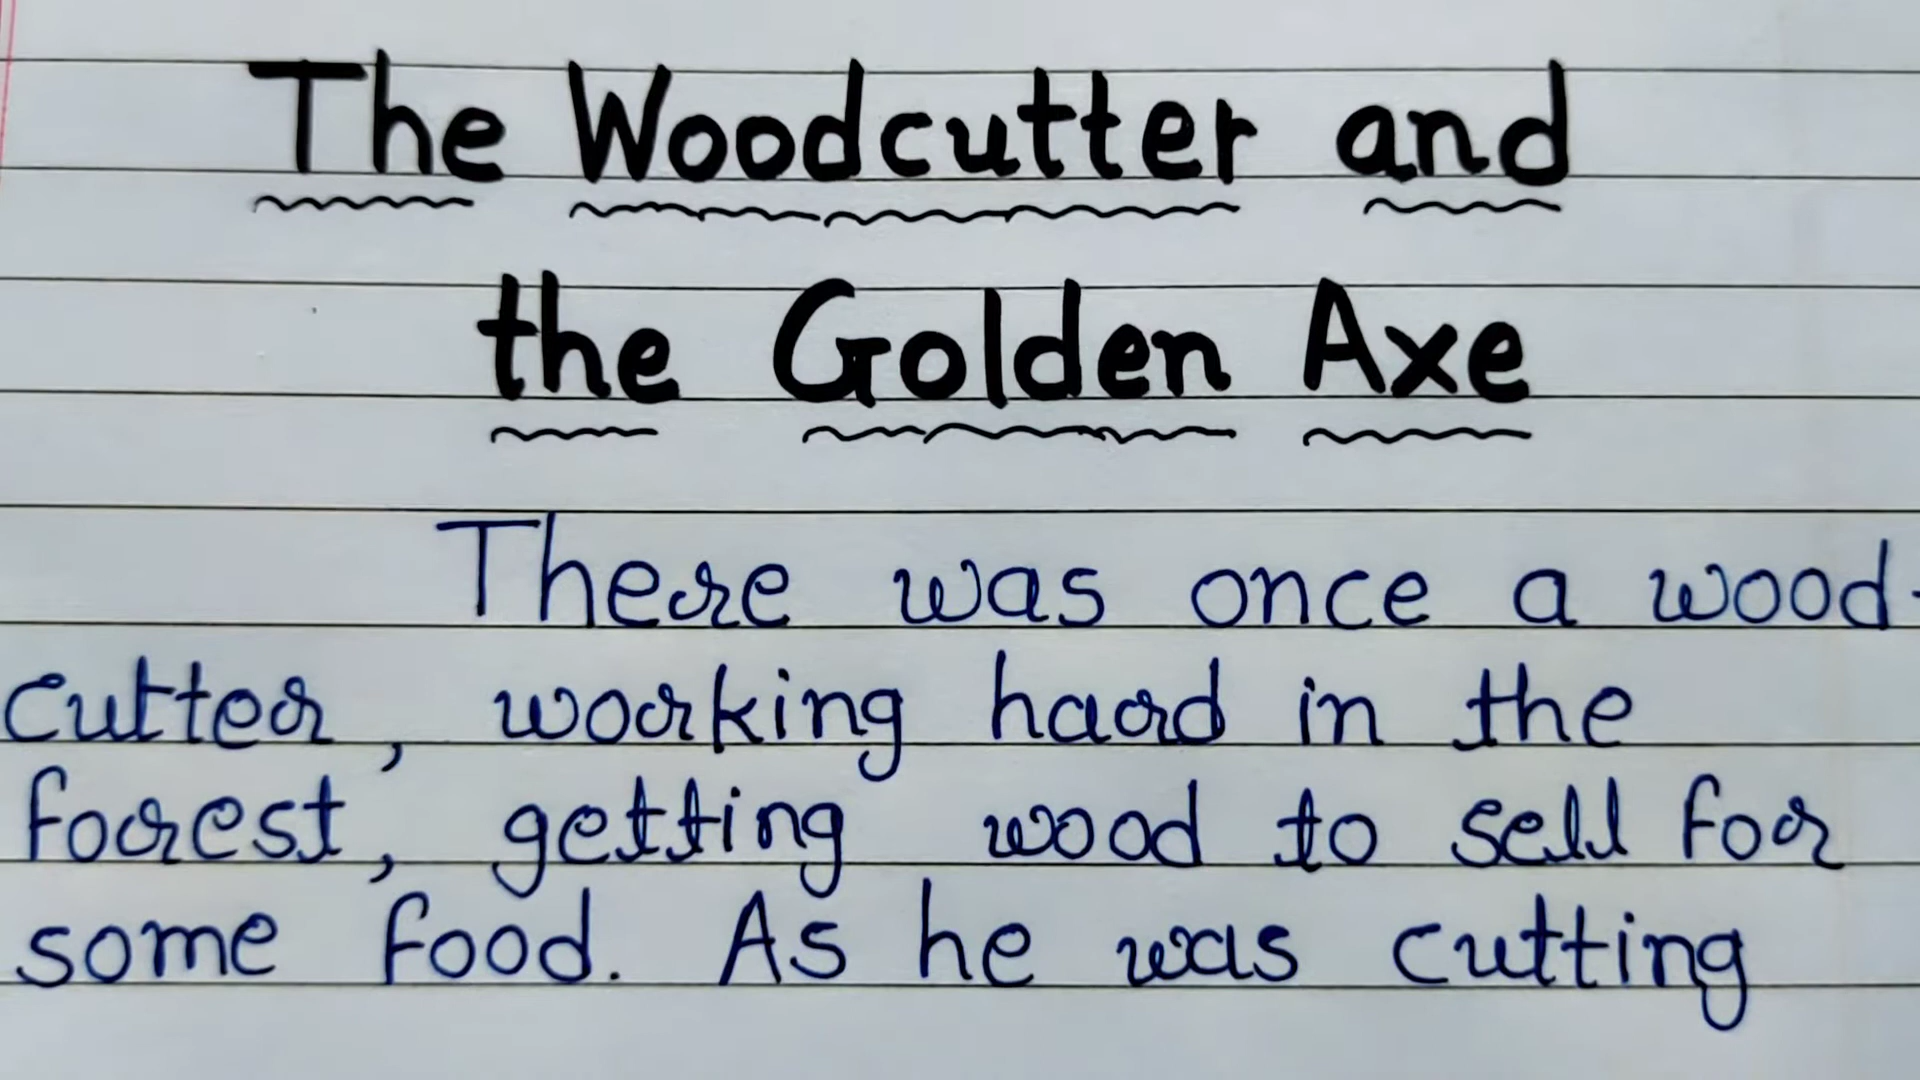 The Woodcutter and
the Golden Axe
There was once a wood-
cutter, working hard in the
forest, getting wood to sell for
some food. As he was cutting